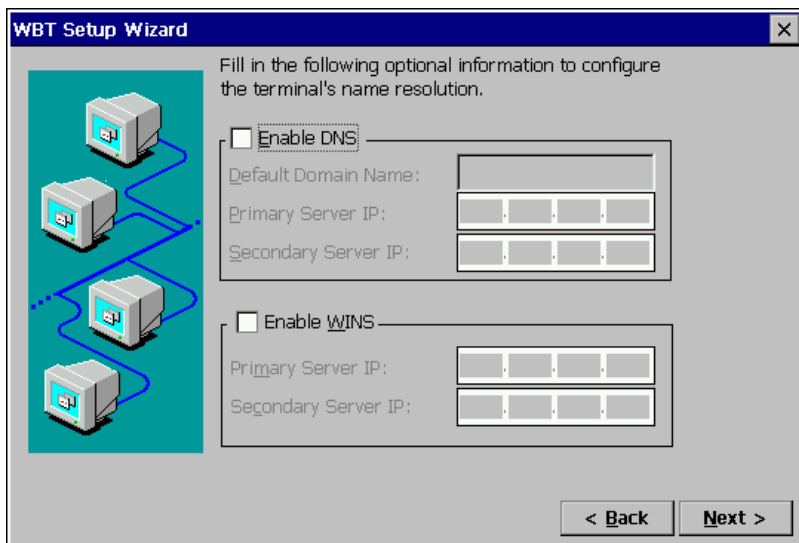 WBT Setup Wizard
Fill in the following optional information to configure
the terminal's name resolution.
Enable DNS
Default Domain Name:
Primary Server IP:
Secondary Server IP:
Enable WINS
Primary Server IP:
Secondary Server IP:
< Back
Next >